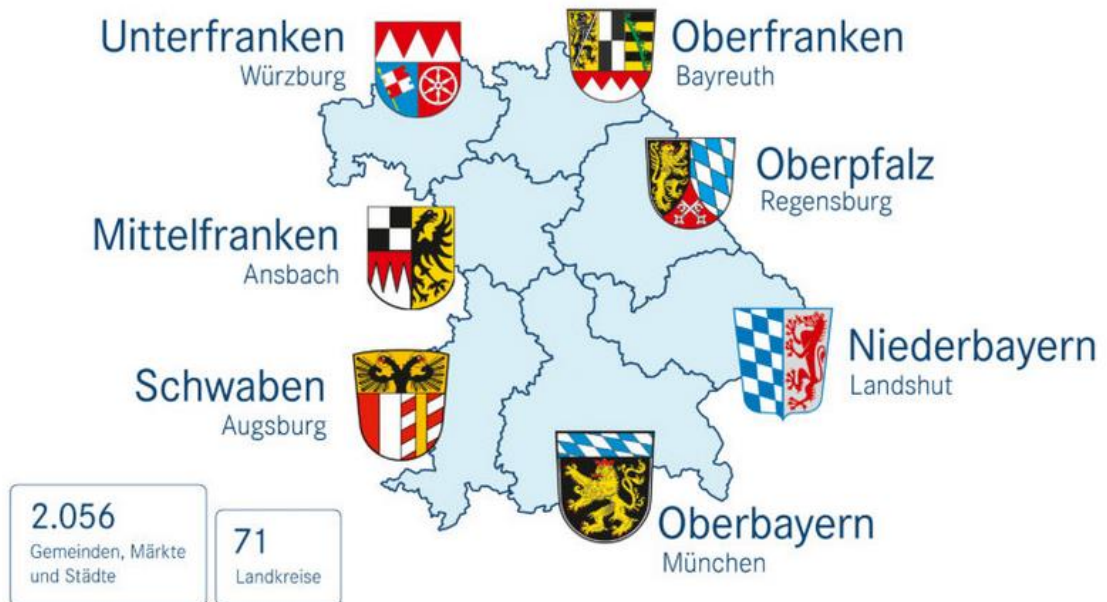 Unterfranken
Würzburg
Oberfranken
Bayreuth
Oberpfalz
Regensburg
Mittelfranken
Ansbach
Niederbayern
Landshut
Schwaben
Augsburg
Oberbayern
München
2.056
Gemeinden, Märkte
und Städte
71
Landkreise